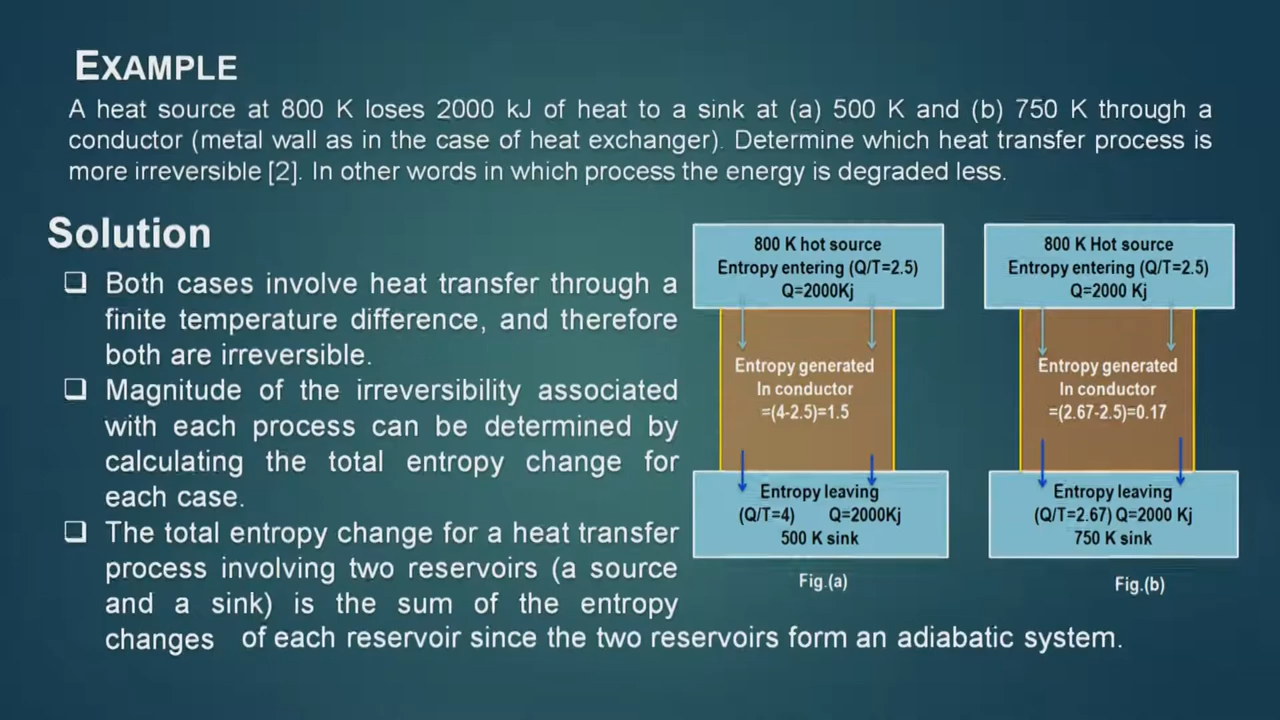 EXAMPLE
A heat source at 800 K loses 2000 kJ of heat to a sink at (a) 500 K and (b) 750 K through a
conductor (metal wall as in the case of heat exchanger). Determine which heat transfer process is
more irreversible [2]. In other words in which process the energy is degraded less.
Solution
❑ Both cases involve heat transfer through a
finite temperature difference, and therefore
both are irreversible.
❑ Magnitude of the irreversibility associated
with each process can be determined by
calculating the total entropy change for
each case.
❑ The total entropy change for a heat transfer
process involving two reservoirs (a source
and a sink) is the sum of the entropy
changes of each reservoir since the two reservoirs form an adiabatic system.
800 K hot source
Entropy entering (Q/T=2.5)
Q=2000Kj
Entropy generated
In conductor
=(4-2.5)=1.5
Entropy leaving
(Q/T=4) Q=2000Kj
500 K sink
Fig.(a)
800 K Hot source
Entropy entering (Q/T=2.5)
Q=2000 Kj
Entropy generated
In conductor
=(2.67-2.5)=0.17
Entropy leaving
(Q/T=2.67) Q=2000 Kj
750 K sink
Fig.(b)